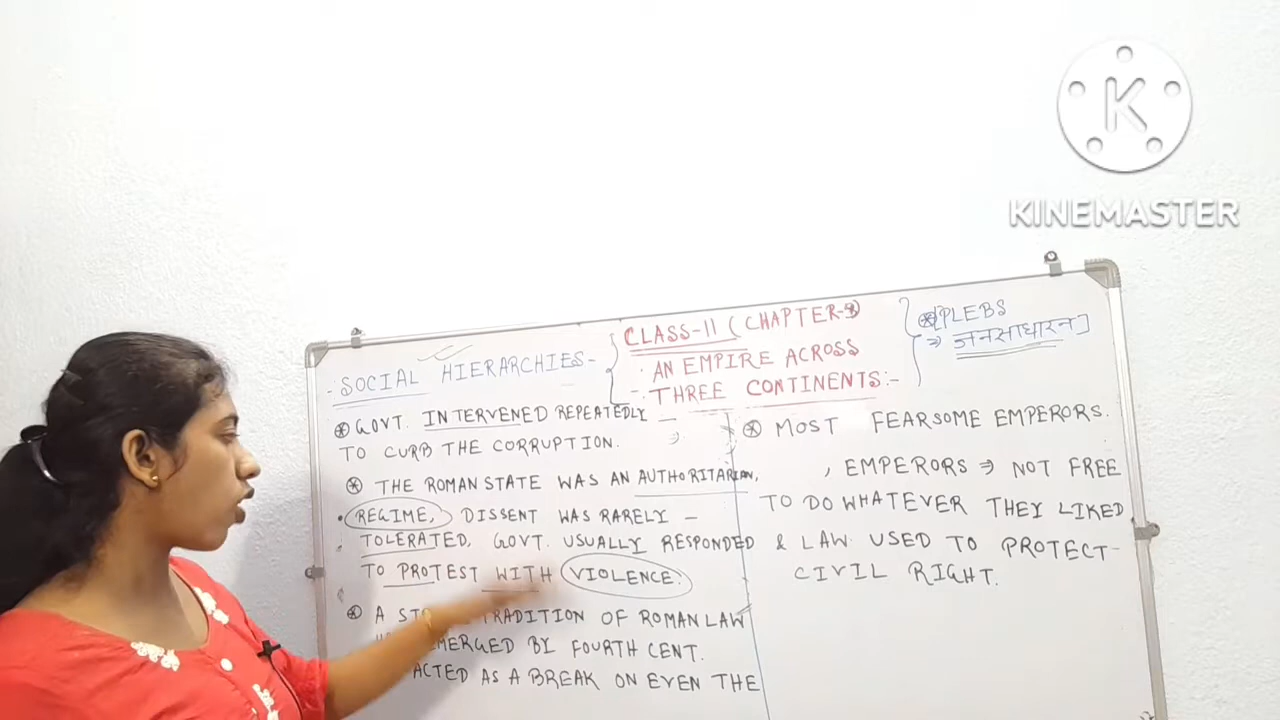 KINEMASTER
CLASS-11 (CHAPTER-
AN EMPIRE ACROSS
THREE CONTINENTS:-
PLEBS
⇒ जनसाधारन]
SOCIAL HIERARCHIES-
GOVT. INTERVENED REPEATEDLY
TO CURB THE CORRUPTION.
THE ROMAN STATE WAS AN AUTHORITARIAN,
REGIME, DISSENT WAS RARELY -
TOLERATED, GOVT. USUALLY RESPONDED
TO PROTEST WITH VIOLENCE.
A TRADITION OF ROMAN LAW
EMERGED BY FOURTH CENT.
ACTED AS A BREAK ON EVEN THE
MOST FEARSOME EMPERORS.
, EMPERORS ⇒ NOT FREE
TO DO WHATEVER THEY LIKED
& LAW USED TO PROTECT-
CIVIL RIGHT.